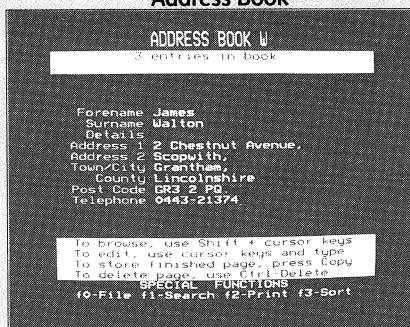 Address Book
ADDRESS BOOK W
3 entries in book
Forename James
Surname Walton
Details
Address 1 2 Chestnut Avenue,
Address 2 Scopwith,
Town/City Grantham,
County Lincolnshire
Post Code GR3 2 PQ.
Telephone 0443-21374
To browse, use Shift + cursor keys
To edit, use cursor keys and type
To store finished page, press Copy
To delete page, use Ctrl-Delete
SPECIAL FUNCTIONS
f0-File f1-Search f2-Print f3-Sort